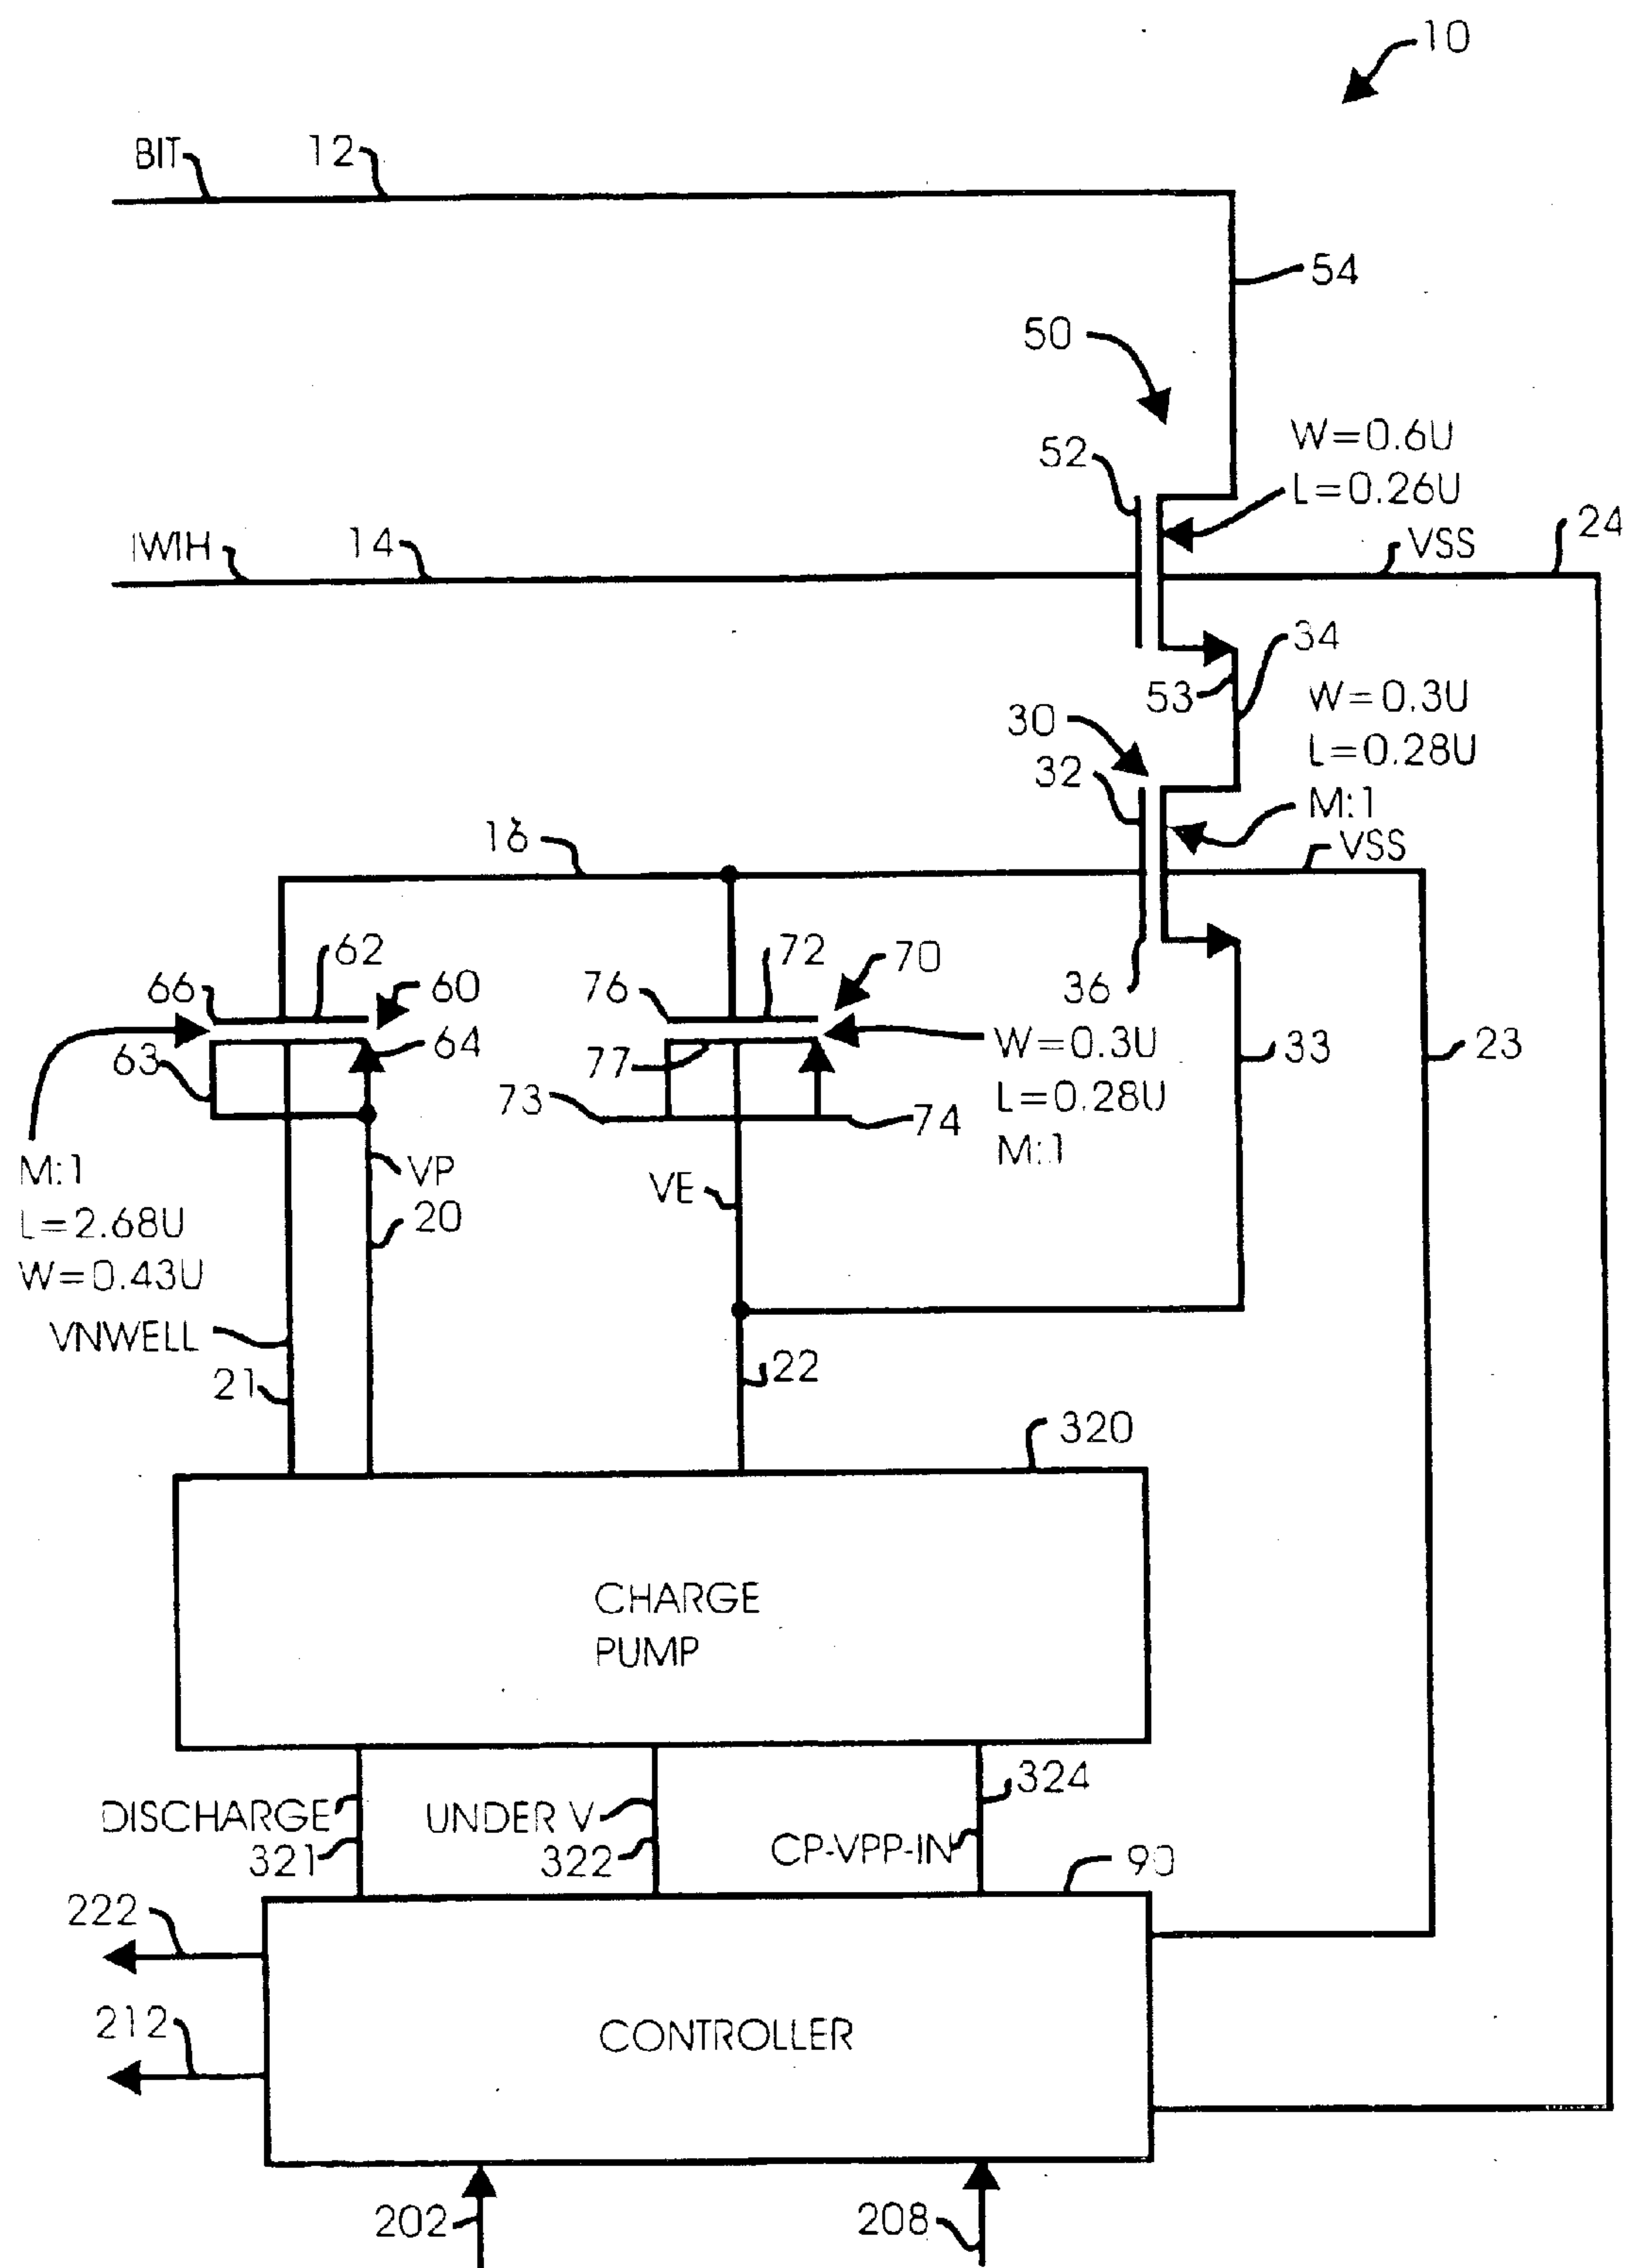 10
BIT 12
54
50
52
W=0.6U
L=0.26U
IWIH 14
VSS
24
34
53
W=0.3U
L=0.28U
M:1
30
32
VSS
16
62
72
70
66
60
76
36
64
W=0.3U
L=0.28U
M:1
33
23
63
77
73
74
M:1
L=2.68U
W=0.43U
VP
20
VE
VNWELL
21
22
320
CHARGE
PUMP
324
DISCHARGE
321
UNDER V
322
CP-VPP-IN
90
222
212
CONTROLLER
202
208